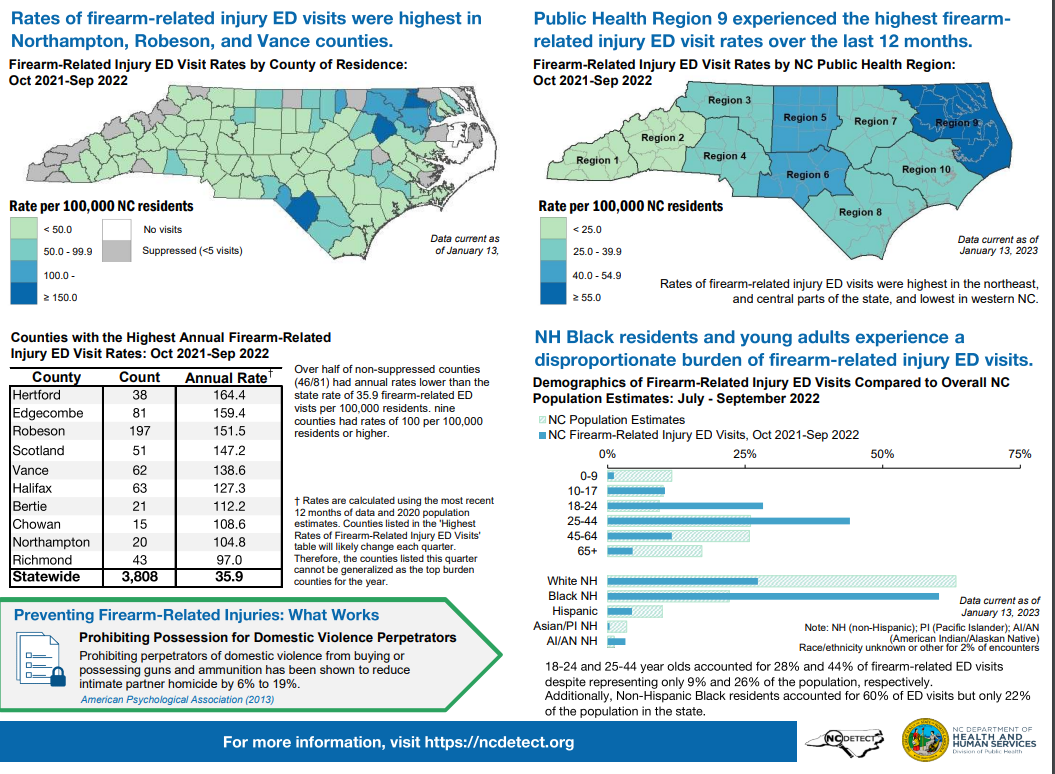 Rates of firearm-related injury ED visits were highest in
Northampton, Robeson, and Vance counties.
Firearm-Related Injury ED Visit Rates by County of Residence:
Oct 2021-Sep 2022
Rate per 100,000 NC residents
< 50.0
50.0 - 99.9
100.0 -
≥ 150.0
No visits
Suppressed (<5 visits)
Data current as
of January 13,
Public Health Region 9 experienced the highest firearm-
related injury ED visit rates over the last 12 months.
Firearm-Related Injury ED Visit Rates by NC Public Health Region:
Oct 2021-Sep 2022
Region 1
Region 2
Region 3
Region 4
Region 5
Region 6
Region 7
Region 8
Region 9
Region 10
Rate per 100,000 NC residents
< 25.0
25.0 - 39.9
40.0 - 54.9
≥ 55.0
Data current as of
January 13, 2023
Rates of firearm-related injury ED visits were highest in the northeast,
and central parts of the state, and lowest in western NC.
Counties with the Highest Annual Firearm-Related
Injury ED Visit Rates: Oct 2021-Sep 2022
County Count Annual Rate†
Hertford 38 164.4
Edgecombe 81 159.4
Robeson 197 151.5
Scotland 51 147.2
Vance 62 138.6
Halifax 63 127.3
Bertie 21 112.2
Chowan 15 108.6
Northampton 20 104.8
Richmond 43 97.0
Statewide 3,808 35.9
Over half of non-suppressed counties
(46/81) had annual rates lower than the
state rate of 35.9 firearm-related ED
vists per 100,000 residents. nine
counties had rates of 100 per 100,000
residents or higher.
† Rates are calculated using the most recent
12 months of data and 2020 population
estimates. Counties listed in the 'Highest
Rates of Firearm-Related Injury ED Visits'
table will likely change each quarter.
Therefore, the counties listed this quarter
cannot be generalized as the top burden
counties for the year.
NH Black residents and young adults experience a
disproportionate burden of firearm-related injury ED visits.
Demographics of Firearm-Related Injury ED Visits Compared to Overall NC
Population Estimates: July - September 2022
NC Population Estimates
NC Firearm-Related Injury ED Visits, Oct 2021-Sep 2022
0% 25% 50% 75%
0-9
10-17
18-24
25-44
45-64
65+
White NH
Black NH
Hispanic
Asian/PI NH
AI/AN NH
Data current as of
January 13, 2023
Note: NH (non-Hispanic); PI (Pacific Islander); AI/AN
(American Indian/Alaskan Native)
Race/ethnicity unknown or other for 2% of encounters
18-24 and 25-44 year olds accounted for 28% and 44% of firearm-related ED visits
despite representing only 9% and 26% of the population, respectively.
Additionally, Non-Hispanic Black residents accounted for 60% of ED visits but only 22%
of the population in the state.
Preventing Firearm-Related Injuries: What Works
Prohibiting Possession for Domestic Violence Perpetrators
Prohibiting perpetrators of domestic violence from buying or
possessing guns and ammunition has been shown to reduce
intimate partner homicide by 6% to 19%.
American Psychological Association (2013)
For more information, visit https://ncdetect.org
NC DETECT
NC DEPARTMENT OF
HEALTH AND
HUMAN SERVICES
Division of Public Health